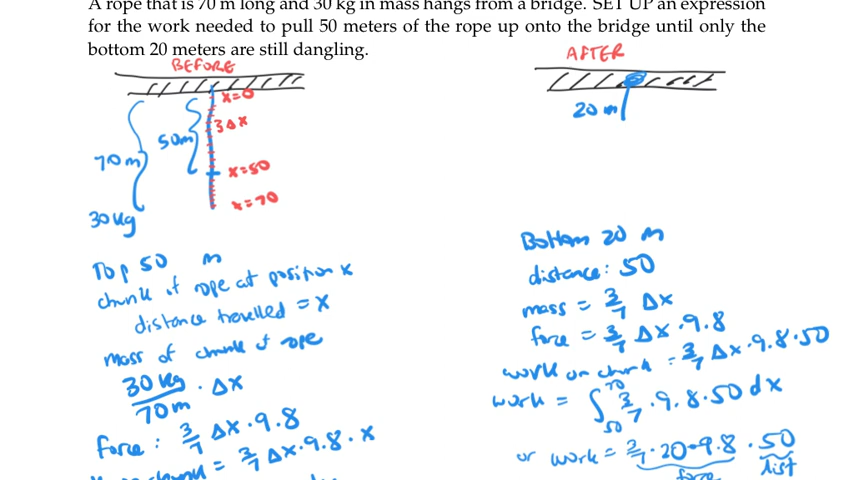 A rope that is 70 m long and 30 kg in mass hangs from a bridge. SET UP an expression
for the work needed to pull 50 meters of the rope up onto the bridge until only the
bottom 20 meters are still dangling.
BEFORE
x=0
3Δx
50m
70m
x=50
x=70
30kg
Top 50 m
chunk of rope at position x
distance travelled = x
mass of chunk of rope
30 kg / 70m · Δx
force: 3/7 Δx · 9.8
= 3/7 Δx · 9.8 · x
AFTER
20 m
Bottom 20 m
distance: 50
mass = 3/7 Δx
force = 3/7 Δx · 9.8
work on chunk = 3/7 Δx · 9.8 · 50
work = ∫₅₀⁷⁰ 3/7 · 9.8 · 50 dx
or work = 3/7 · 20 · 9.8 · 50
force dist